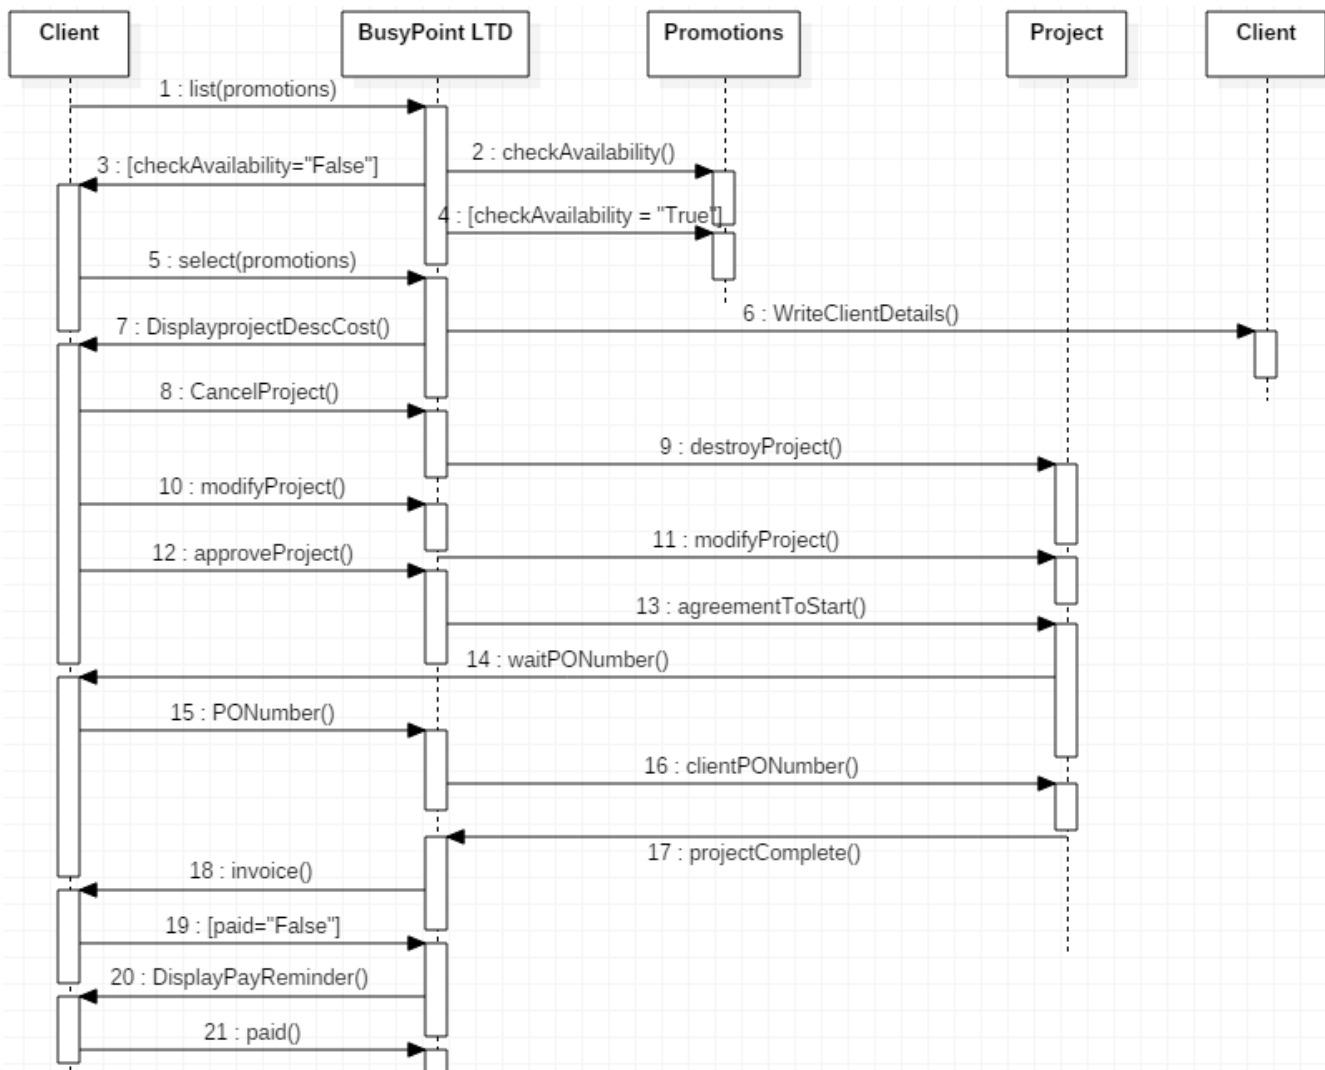 Client
BusyPoint LTD
Promotions
Project
Client
1 : list(promotions)
2 : checkAvailability()
3 : [checkAvailability="False"]
4 : [checkAvailability = "True"]
5 : select(promotions)
6 : WriteClientDetails()
7 : DisplayprojectDescCost()
8 : CancelProject()
9 : destroyProject()
10 : modifyProject()
11 : modifyProject()
12 : approveProject()
13 : agreementToStart()
14 : waitPONumber()
15 : PONumber()
16 : clientPONumber()
17 : projectComplete()
18 : invoice()
19 : [paid="False"]
20 : DisplayPayReminder()
21 : paid()